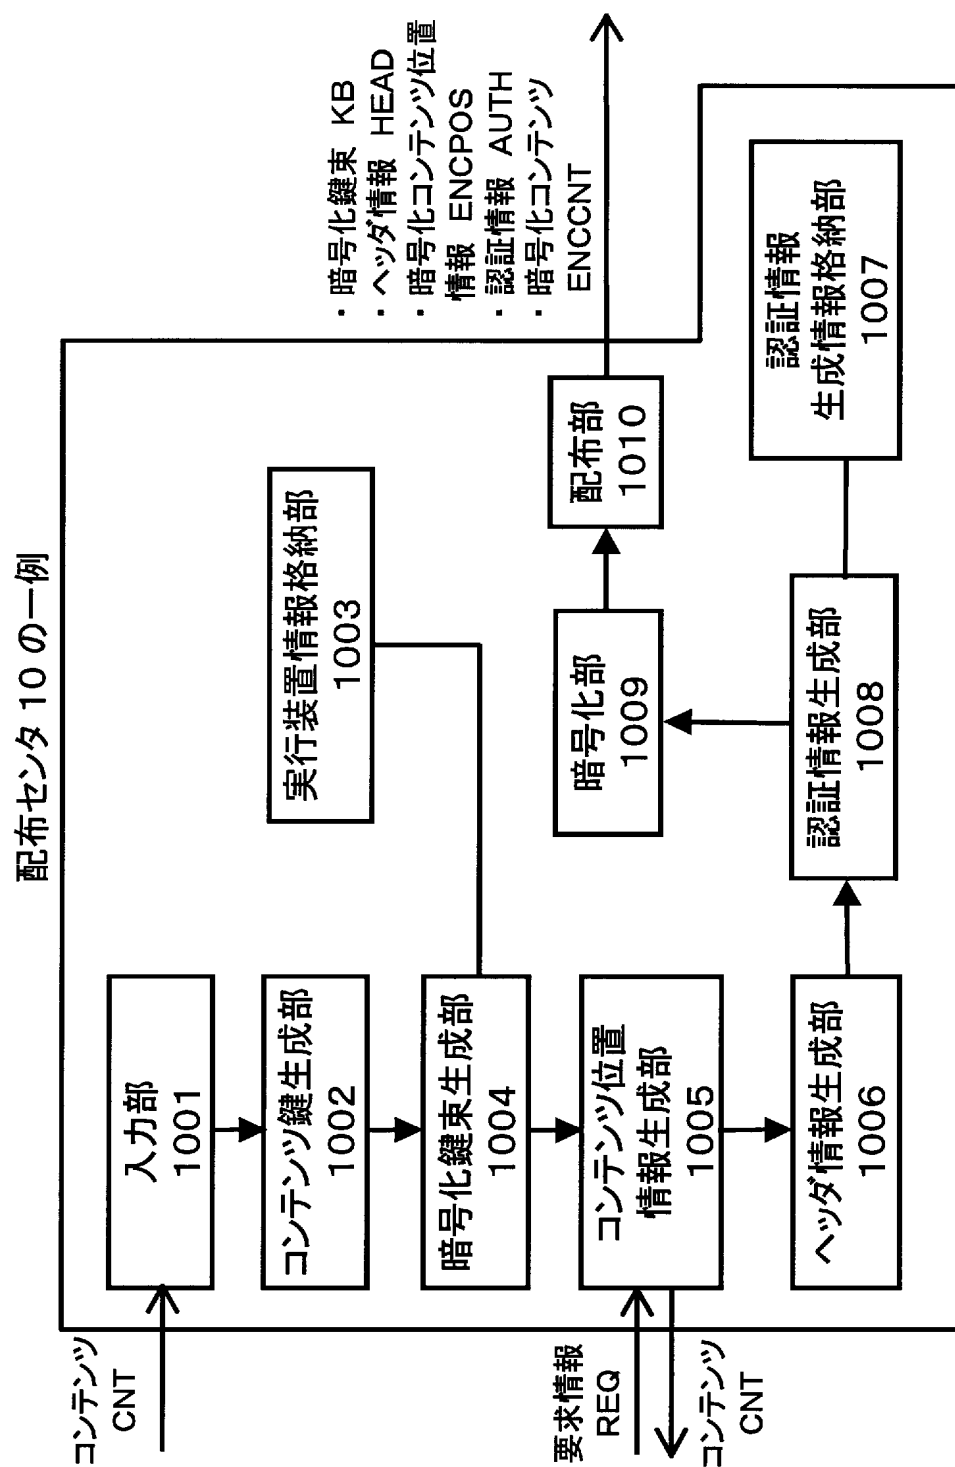 配布センタ 10 の一例
コンテンツ
CNT
入力部
1001
コンテンツ鍵生成部
1002
暗号化鍵束生成部
1004
実行装置情報格納部
1003
要求情報
REQ
コンテンツ
CNT
コンテンツ位置
情報生成部
1005
ヘッダ情報生成部
1006
認証情報生成部
1008
認証情報
生成情報格納部
1007
暗号化部
1009
配布部
1010
・ 暗号化鍵束 KB
・ ヘッダ情報 HEAD
・ 暗号化コンテンツ位置
情報 ENCPOS
・ 認証情報 AUTH
・ 暗号化コンテンツ
ENCCNT